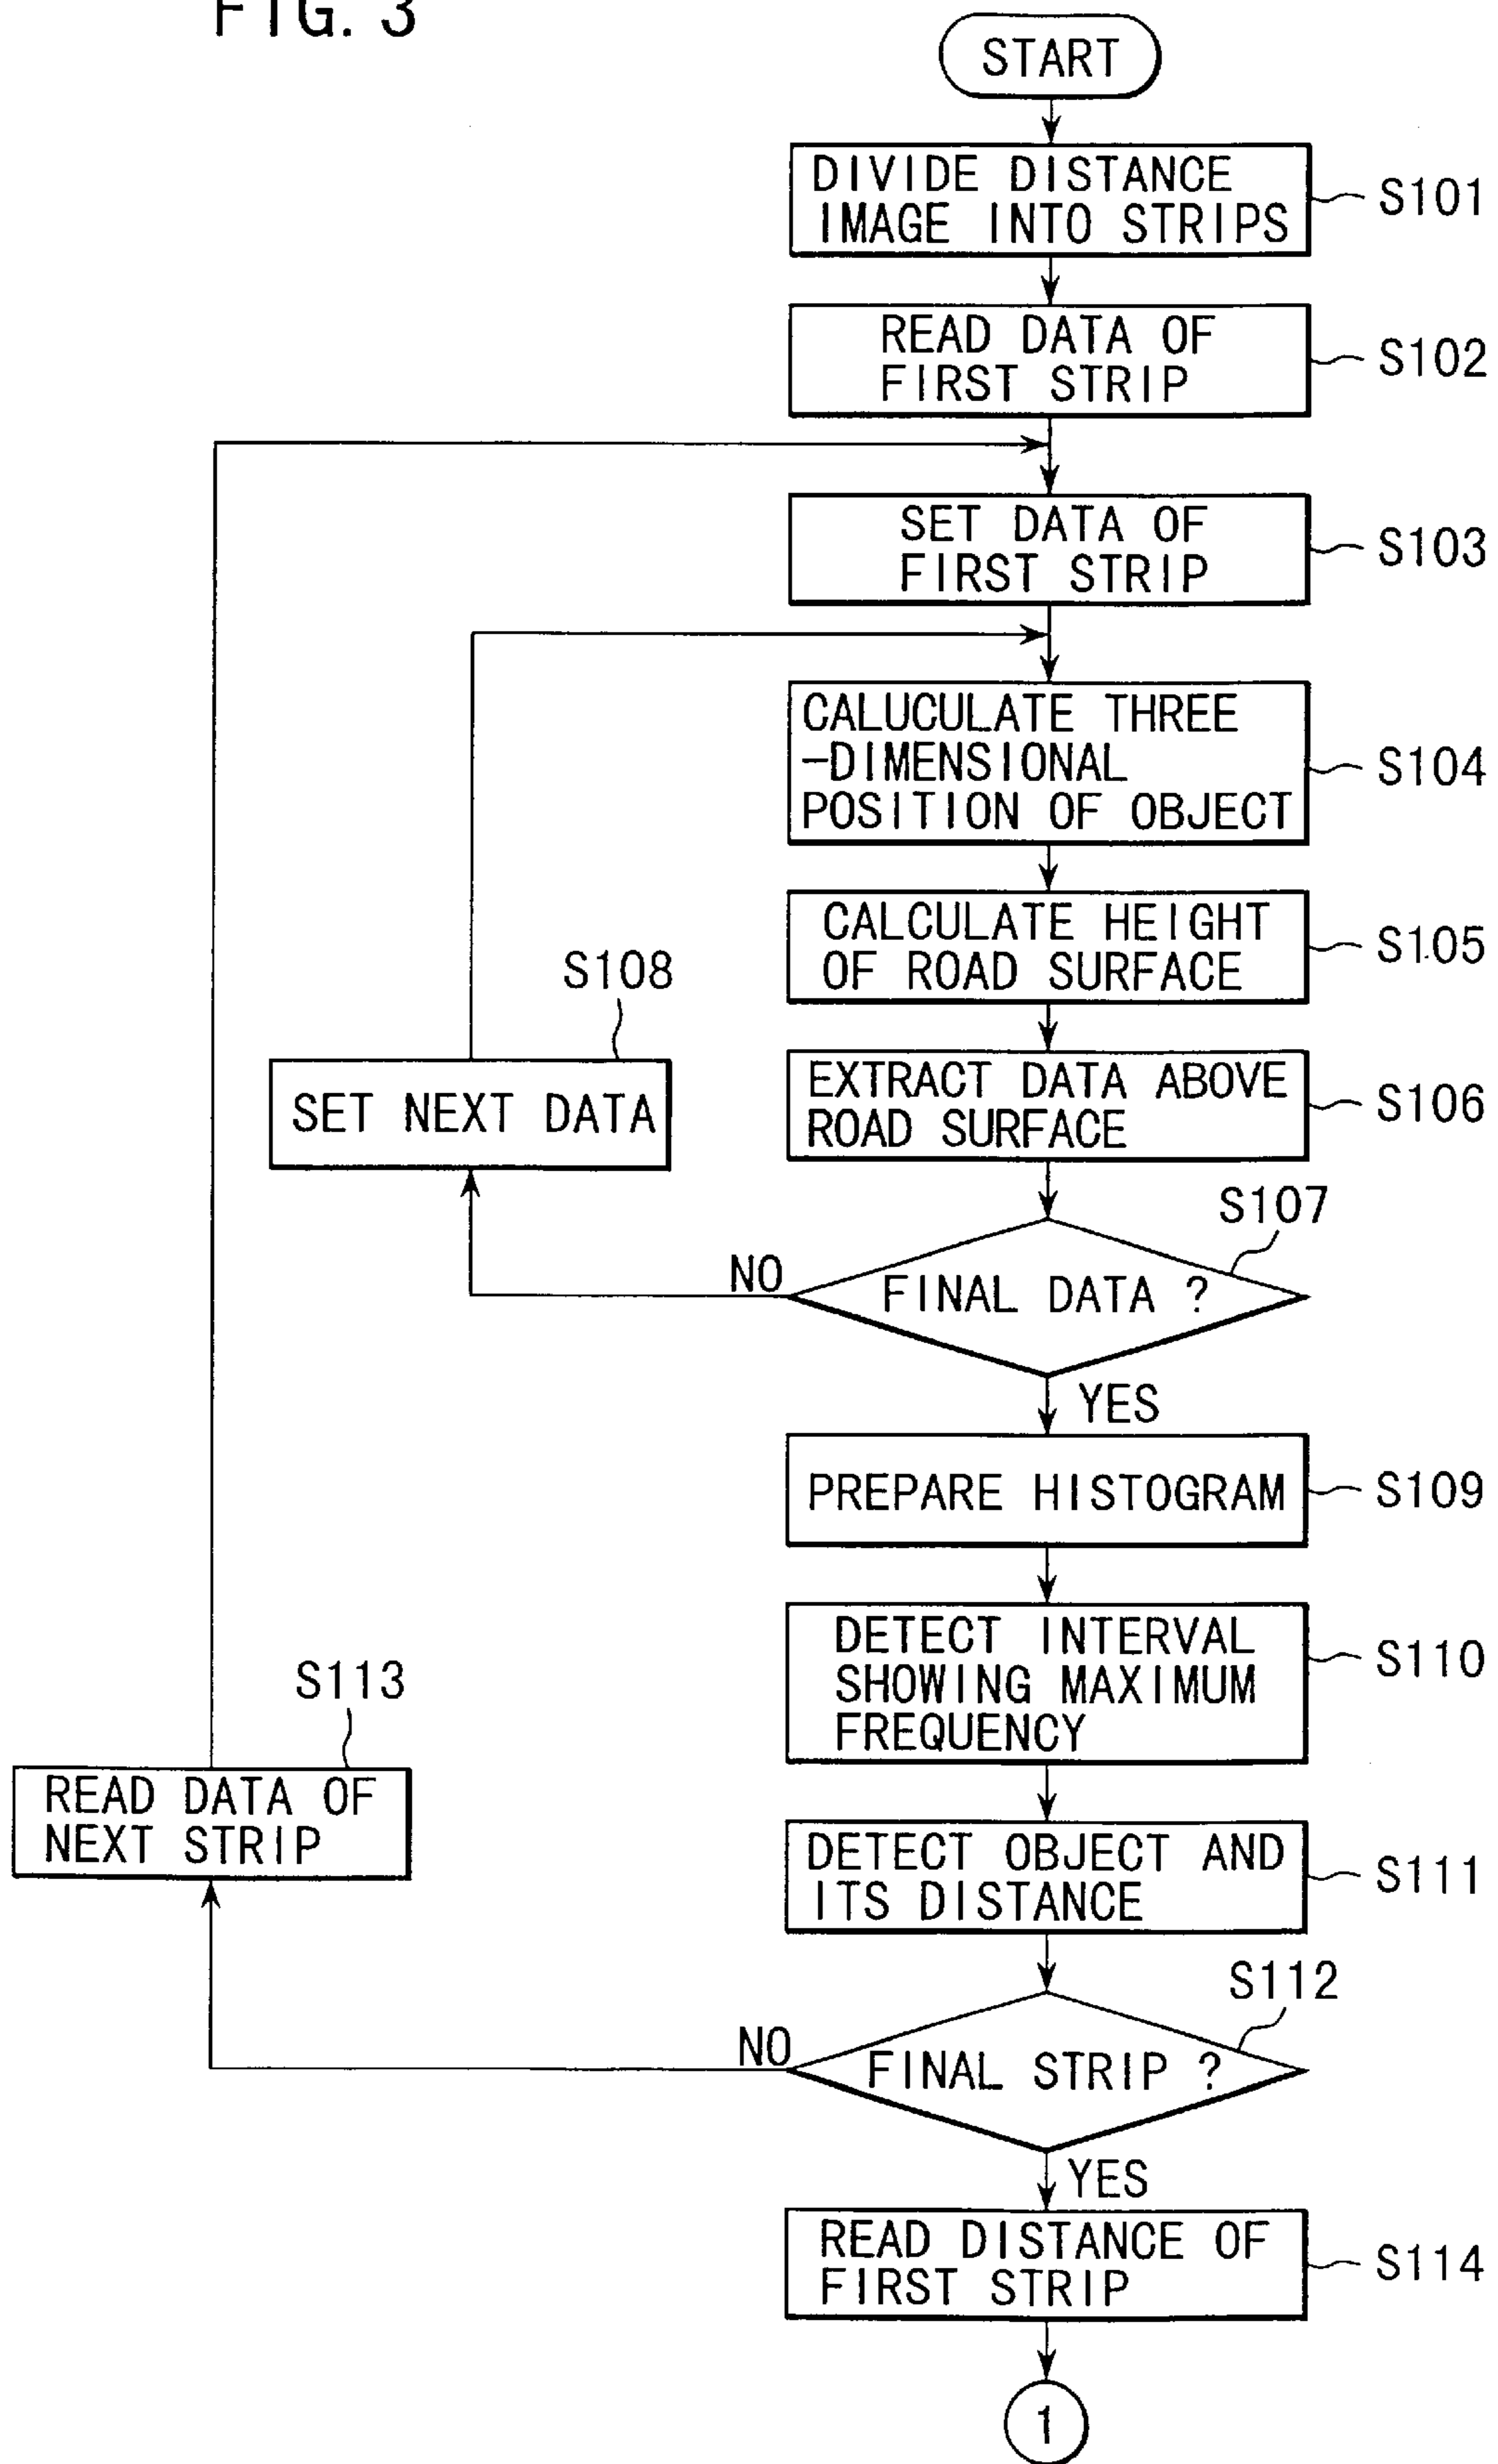 FIG. 3
START
DIVIDE DISTANCE
IMAGE INTO STRIPS
S101
READ DATA OF
FIRST STRIP
S102
SET DATA OF
FIRST STRIP
S103
CALUCULATE THREE
-DIMENSIONAL
POSITION OF OBJECT
S104
CALCULATE HEIGHT
OF ROAD SURFACE
S105
S108
SET NEXT DATA
EXTRACT DATA ABOVE
ROAD SURFACE
S106
S107
NO
FINAL DATA ?
YES
PREPARE HISTOGRAM
S109
DETECT INTERVAL
SHOWING MAXIMUM
FREQUENCY
S110
S113
READ DATA OF
NEXT STRIP
DETECT OBJECT AND
ITS DISTANCE
S111
S112
NO
FINAL STRIP ?
YES
READ DISTANCE OF
FIRST STRIP
S114
1